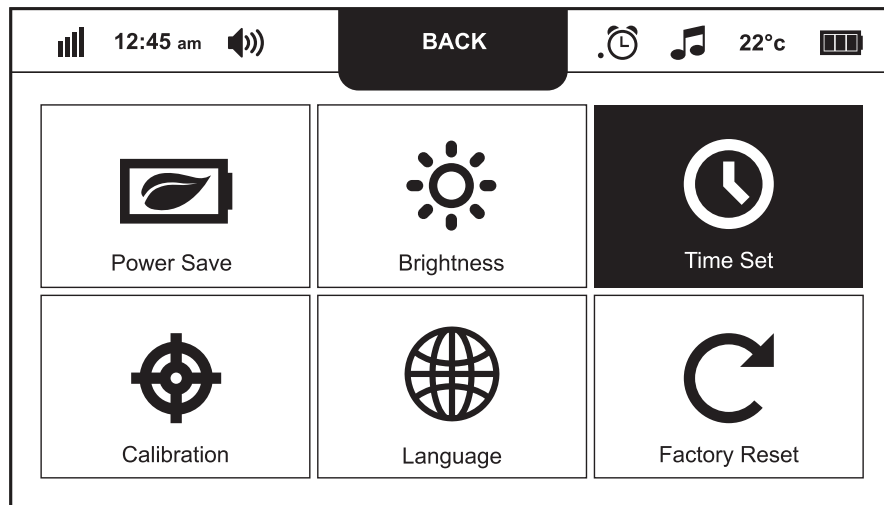 12:45 am BACK 22°c
Power Save Brightness Time Set
Calibration Language Factory Reset